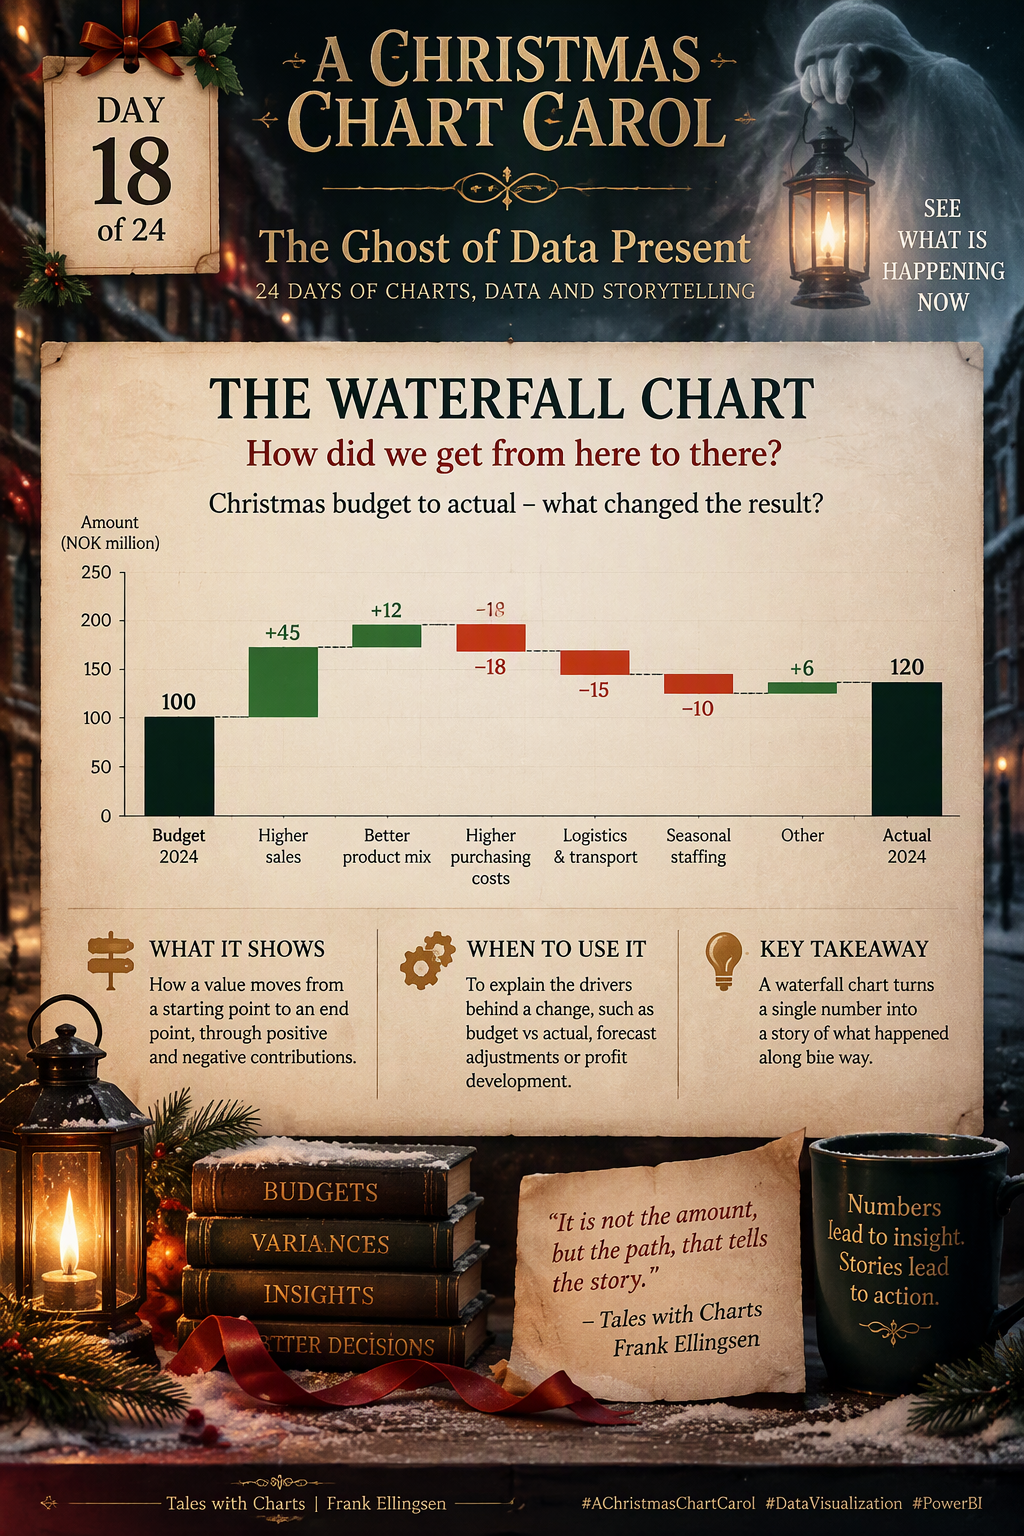 DAY
18
of 24
A CHRISTMAS
CHART CAROL
The Ghost of Data Present
24 DAYS OF CHARTS, DATA AND STORYTELLING
SEE
WHAT IS
HAPPENING
NOW
THE WATERFALL CHART
How did we get from here to there?
Christmas budget to actual – what changed the result?
Amount
(NOK million)
250
200
150
100
50
0
100
+45
+12
−18
−18
−15
−10
+6
120
Budget
2024
Higher
sales
Better
product mix
Higher
purchasing
costs
Logistics
& transport
Seasonal
staffing
Other
Actual
2024
WHAT IT SHOWS
How a value moves from
a starting point to an end
point, through positive
and negative contributions.
WHEN TO USE IT
To explain the drivers
behind a change, such as
budget vs actual, forecast
adjustments or profit
development.
KEY TAKEAWAY
A waterfall chart turns
a single number into
a story of what happened
along bie way.
BUDGETS
VARIANCES
INSIGHTS
DECISIONS
“It is not the amount,
but the path, that tells
the story.”
– Tales with Charts
Frank Ellingsen
Numbers
lead to insight.
Stories lead
to action.
Tales with Charts | Frank Ellingsen
#AChristmasChartCarol #DataVisualization #PowerBI